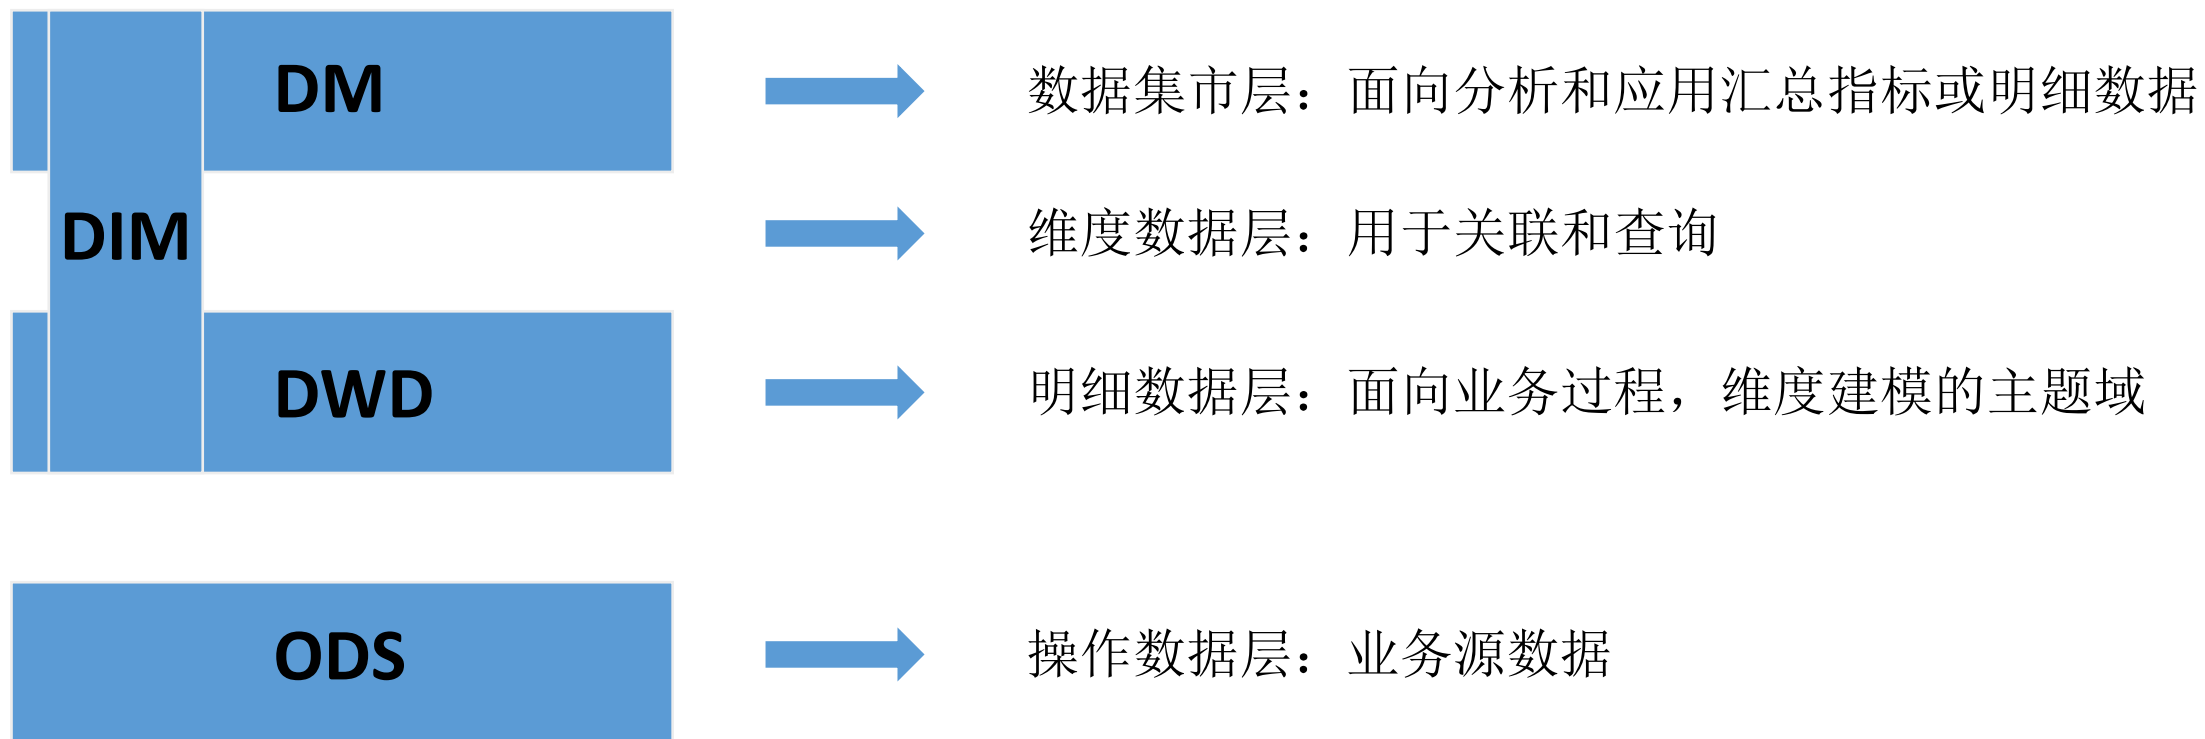 DM
数据集市层：面向分析和应用汇总指标或明细数据
DIM
维度数据层：用于关联和查询
DWD
明细数据层：面向业务过程，维度建模的主题域
ODS
操作数据层：业务源数据